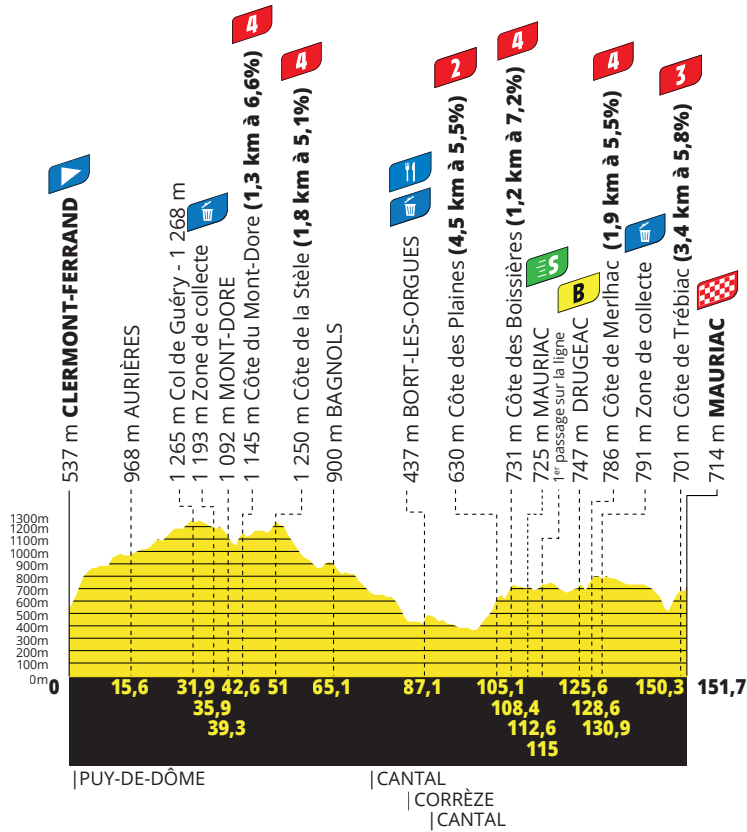 4
4
2
4
4
3
S
B
537 m CLERMONT-FERRAND
968 m AURIÈRES
1 265 m Col de Guéry - 1 268 m
1 193 m Zone de collecte
1 092 m MONT-DORE
1 145 m Côte du Mont-Dore (1,3 km à 6,6%)
1 250 m Côte de la Stèle (1,8 km à 5,1%)
900 m BAGNOLS
437 m BORT-LES-ORGUES
630 m Côte des Plaines (4,5 km à 5,5%)
731 m Côte des Boissières (1,2 km à 7,2%)
725 m MAURIAC
1er passage sur la ligne
747 m DRUGEAC
786 m Côte de Merlhac (1,9 km à 5,5%)
791 m Zone de collecte
701 m Côte de Trébiac (3,4 km à 5,8%)
714 m MAURIAC
1300m
1200m
1100m
1000m
900m
800m
700m
600m
500m
400m
300m
200m
100m
0m
0 15,6 31,9 42,6 51 65,1 87,1 105,1 125,6 150,3 151,7
35,9 108,4 128,6
39,3 112,6 130,9
115
|PUY-DE-DÔME |CANTAL
|CORRÈZE
|CANTAL